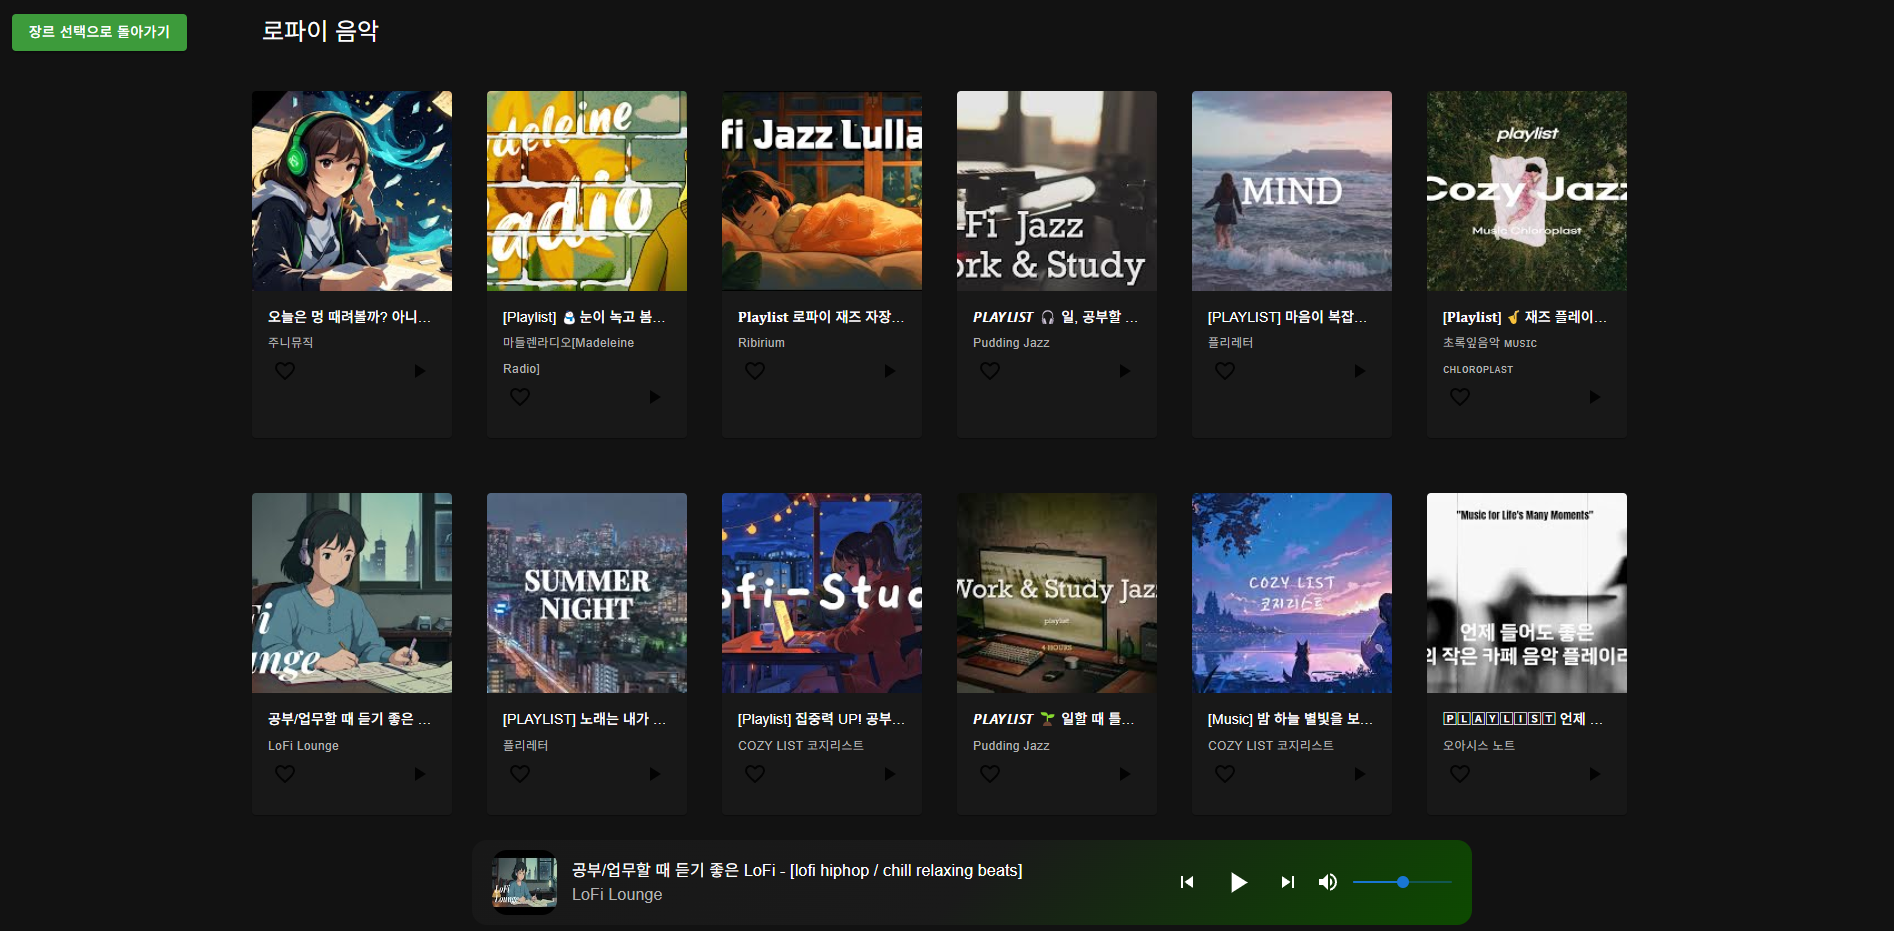 장르 선택으로 돌아가기
로파이 음악
deleine
Radio
fi Jazz Lulla
-Fi Jazz
ork & Study
MIND
playlist
Cozy Jazz
Music Chloroplast
오늘은 멍 때려볼까? 아니...
주니뮤직
[Playlist] ⛄ 눈이 녹고 봄...
마들렌라디오[Madeleine
Radio]
Playlist 로파이 재즈 자장...
Ribirium
PLAYLIST 🎧 일, 공부할 ...
Pudding Jazz
[PLAYLIST] 마음이 복잡...
플리레터
[Playlist] 🎷 재즈 플레이...
초록잎음악 ᴍᴜsɪᴄ
ᴄʜʟᴏʀᴏᴘʟᴀsᴛ
Fi
unge
SUMMER
NIGHT
ofi-Stud
Work & Study Jazz
playlist
4 HOURS
COZY LIST
코지리스트
"Music for Life's Many Moments"
언제 들어도 좋은
의 작은 카페 음악 플레이리
공부/업무할 때 듣기 좋은 ...
LoFi Lounge
[PLAYLIST] 노래는 내가 ...
플리레터
[Playlist] 집중력 UP! 공부...
COZY LIST 코지리스트
PLAYLIST 🌱 일할 때 틀...
Pudding Jazz
[Music] 밤 하늘 별빛을 보...
COZY LIST 코지리스트
🄿🄻🄰🅈🄻🄸🅂🅃 언제 ...
오아시스 노트
LoFi
Lounge
공부/업무할 때 듣기 좋은 LoFi - [lofi hiphop / chill relaxing beats]
LoFi Lounge